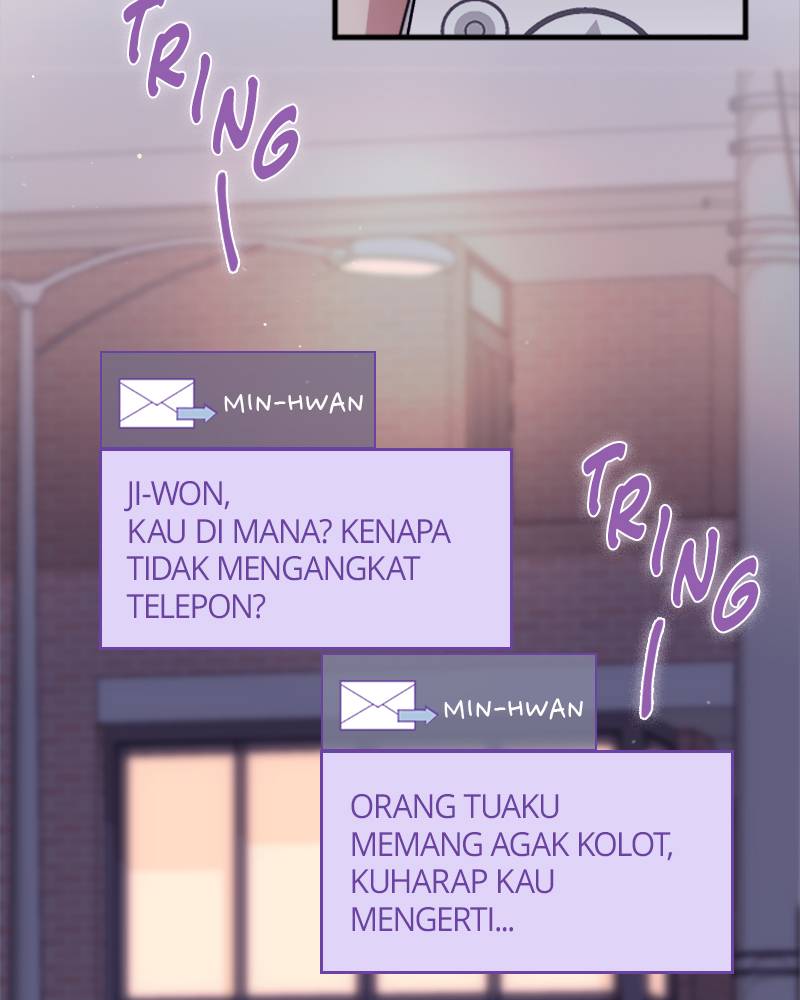 TRING
MIN-HWAN
JI-WON,
KAU DI MANA? KENAPA
TIDAK MENGANGKAT
TELEPON?
TRING
MIN-HWAN
ORANG TUAKU
MEMANG AGAK KOLOT,
KUHARAP KAU
MENGERTI...